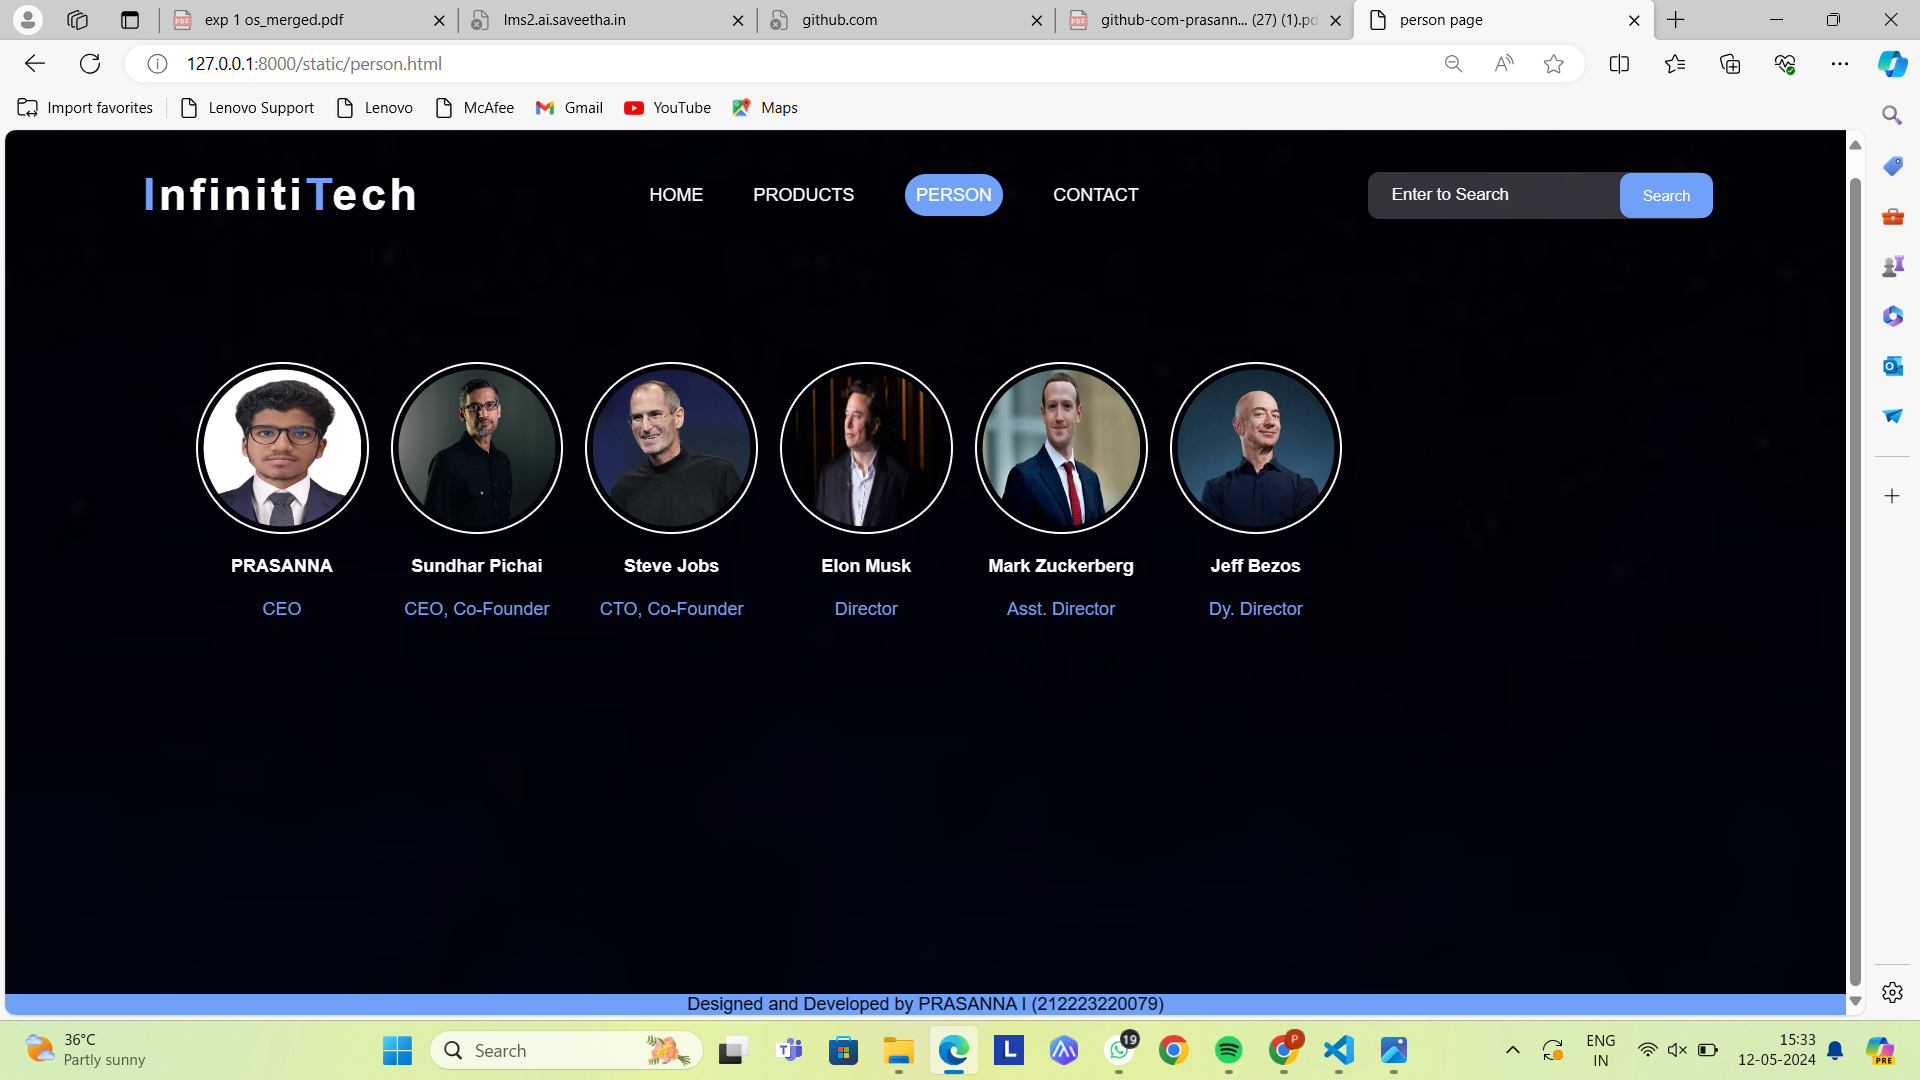 exp 1 os_merged.pdf
lms2.ai.saveetha.in
github.com
github-com-prasann... (27) (1).pd
person page
127.0.0.1:8000/static/person.html
Import favorites
Lenovo Support
Lenovo
McAfee
Gmail
YouTube
Maps
InfinitiTech
HOME
PRODUCTS
PERSON
CONTACT
Enter to Search
Search
PRASANNA
Sundhar Pichai
Steve Jobs
Elon Musk
Mark Zuckerberg
Jeff Bezos
CEO
CEO, Co-Founder
CTO, Co-Founder
Director
Asst. Director
Dy. Director
Designed and Developed by PRASANNA I (212223220079)
36°C
Partly sunny
Search
19
P
ENG
IN
15:33
12-05-2024
PRE